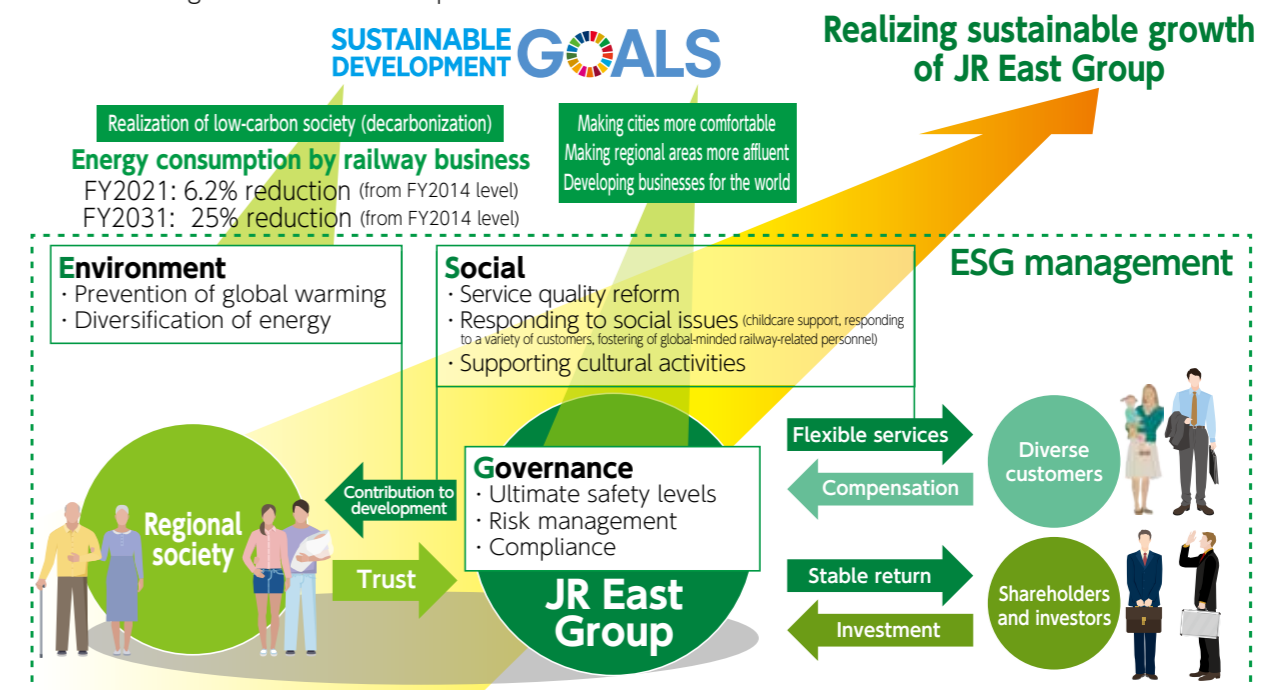 SUSTAINABLE
DEVELOPMENT
GOALS
Realizing sustainable growth
of JR East Group
Realization of low-carbon society (decarbonization)
Energy consumption by railway business
FY2021: 6.2% reduction (from FY2014 level)
FY2031: 25% reduction (from FY2014 level)
Making cities more comfortable
Making regional areas more affluent
Developing businesses for the world
ESG management
Environment
· Prevention of global warming
· Diversification of energy
Social
· Service quality reform
· Responding to social issues (childcare support, responding
to a variety of customers, fostering of global-minded railway-related personnel)
· Supporting cultural activities
Governance
· Ultimate safety levels
· Risk management
· Compliance
JR East
Group
Regional
society
Contribution to
development
Trust
Flexible services
Compensation
Diverse
customers
Stable return
Investment
Shareholders
and investors